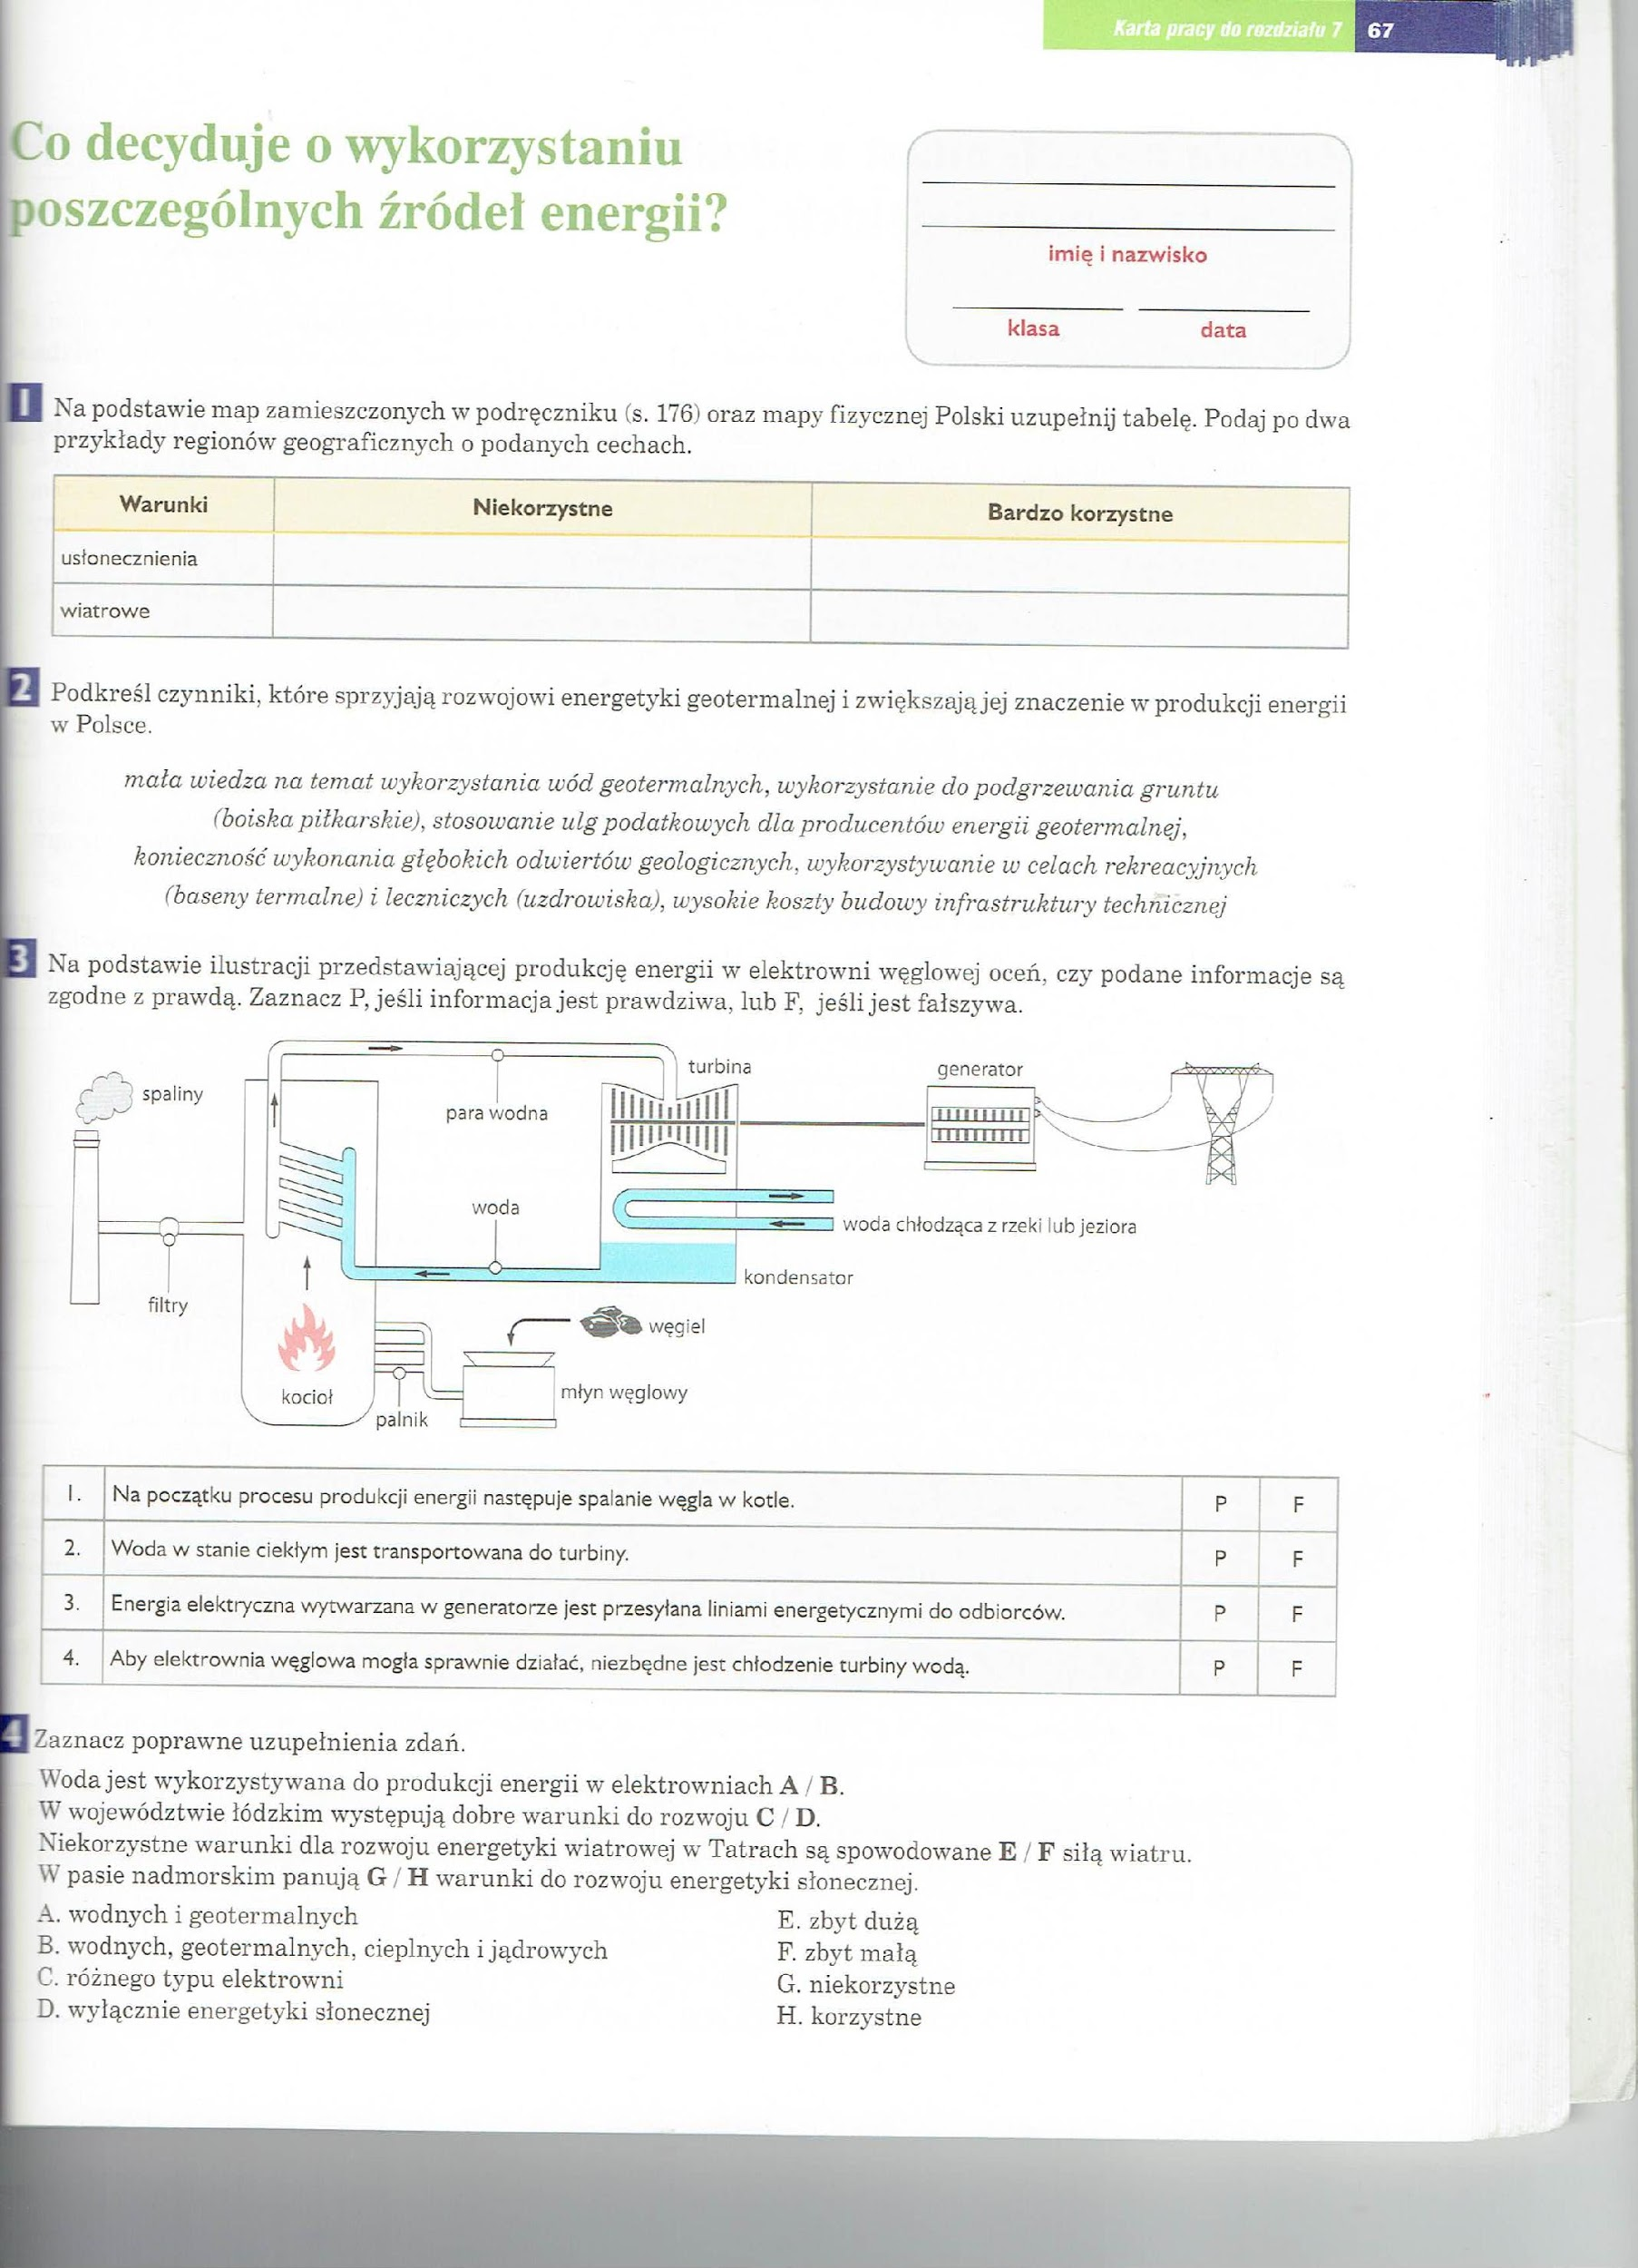 Karta pracy do rozdziału 7 67
Co decyduje o wykorzystaniu
poszczególnych źródeł energii?
imię i nazwisko
klasa data
1 Na podstawie map zamieszczonych w podręczniku (s. 176) oraz mapy fizycznej Polski uzupełnij tabelę. Podaj po dwa
przykłady regionów geograficznych o podanych cechach.
Warunki Niekorzystne Bardzo korzystne
usłonecznienia
wiatrowe
2 Podkreśl czynniki, które sprzyjają rozwojowi energetyki geotermalnej i zwiększają jej znaczenie w produkcji energii
w Polsce.
mała wiedza na temat wykorzystania wód geotermalnych, wykorzystanie do podgrzewania gruntu
(boiska piłkarskie), stosowanie ulg podatkowych dla producentów energii geotermalnej,
konieczność wykonania głębokich odwiertów geologicznych, wykorzystywanie w celach rekreacyjnych
(baseny termalne) i leczniczych (uzdrowiska), wysokie koszty budowy infrastruktury technicznej
3 Na podstawie ilustracji przedstawiającej produkcję energii w elektrowni węglowej oceń, czy podane informacje są
zgodne z prawdą. Zaznacz P, jeśli informacja jest prawdziwa, lub F, jeśli jest fałszywa.
turbina
generator
spaliny
para wodna
woda
woda chłodząca z rzeki lub jeziora
kondensator
filtry
węgiel
kocioł
młyn węglowy
palnik
1. Na początku procesu produkcji energii następuje spalanie węgla w kotle. P F
2. Woda w stanie ciekłym jest transportowana do turbiny. P F
3. Energia elektryczna wytwarzana w generatorze jest przesyłana liniami energetycznymi do odbiorców. P F
4. Aby elektrownia węglowa mogła sprawnie działać, niezbędne jest chłodzenie turbiny wodą. P F
4 Zaznacz poprawne uzupełnienia zdań.
Woda jest wykorzystywana do produkcji energii w elektrowniach A / B.
W województwie łódzkim występują dobre warunki do rozwoju C / D.
Niekorzystne warunki dla rozwoju energetyki wiatrowej w Tatrach są spowodowane E / F siłą wiatru.
W pasie nadmorskim panują G / H warunki do rozwoju energetyki słonecznej.
A. wodnych i geotermalnych
B. wodnych, geotermalnych, cieplnych i jądrowych
C. różnego typu elektrowni
D. wyłącznie energetyki słonecznej
E. zbyt dużą
F. zbyt małą
G. niekorzystne
H. korzystne